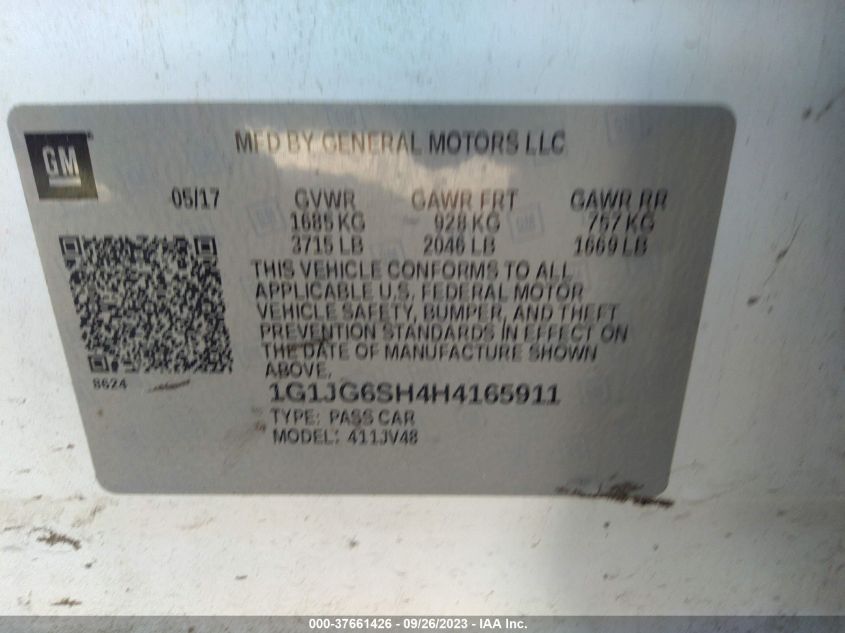 GM
MFD BY GENERAL MOTORS LLC
05/17 GVWR GAWR FRT GAWR RR
1685 KG 928 KG 757 KG
3715 LB 2046 LB 1669 LB
THIS VEHICLE CONFORMS TO ALL
APPLICABLE U.S. FEDERAL MOTOR
VEHICLE SAFETY, BUMPER, AND THEFT
PREVENTION STANDARDS IN EFFECT ON
THE DATE OF MANUFACTURE SHOWN
ABOVE.
8624
1G1JG6SH4H4165911
TYPE: PASS CAR
MODEL: 411JV48
000-37661426 - 09/26/2023 - IAA Inc.